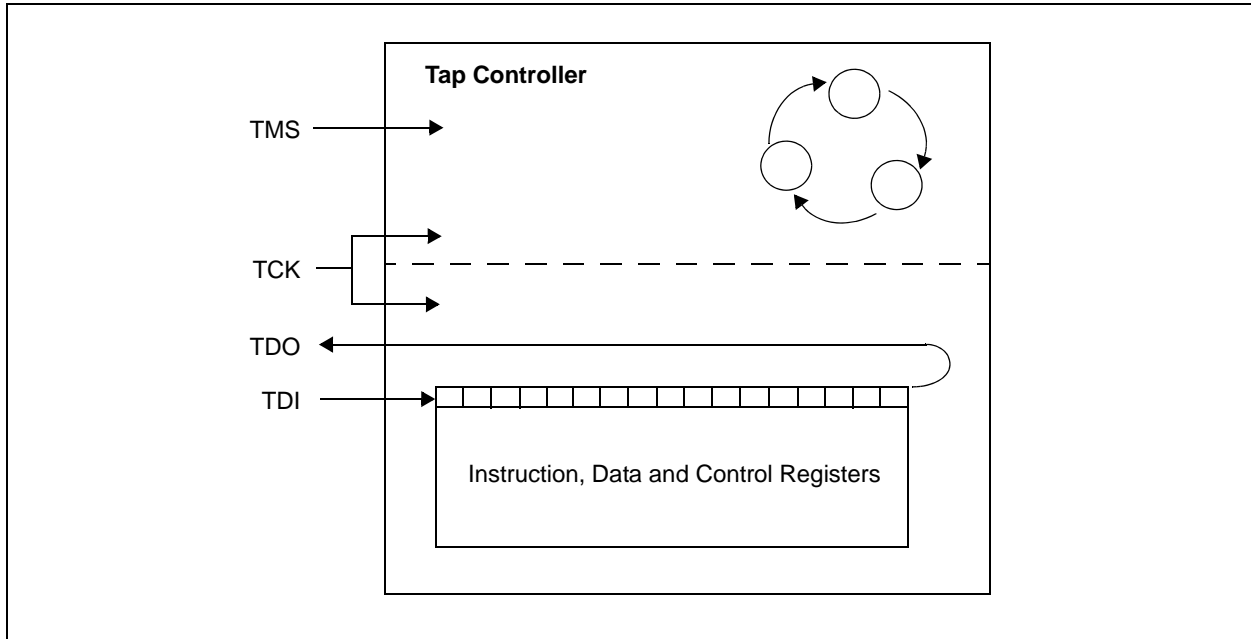 Tap Controller
TMS
TCK
TDO
TDI
Instruction, Data and Control Registers